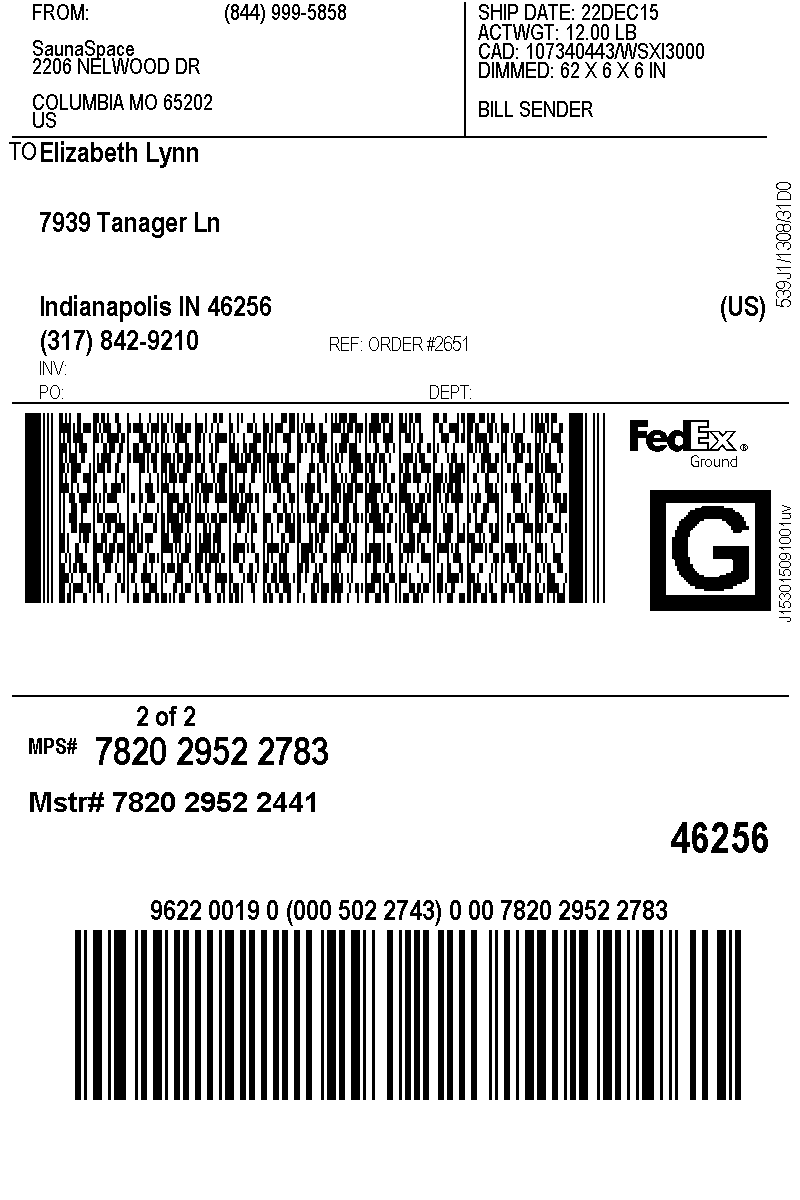 FROM: (844) 999-5858
SaunaSpace
2206 NELWOOD DR
COLUMBIA MO 65202
US
SHIP DATE: 22DEC15
ACTWGT: 12.00 LB
CAD: 107340443/WSXI3000
DIMMED: 62 X 6 X 6 IN
BILL SENDER
TO Elizabeth Lynn
7939 Tanager Ln
Indianapolis IN 46256 (US)
(317) 842-9210 REF: ORDER #2651
INV:
PO: DEPT:
539J1/1308/31D0
FedEx®
Ground
G
J153015091001uv
2 of 2
MPS# 7820 2952 2783
Mstr# 7820 2952 2441
46256
9622 0019 0 (000 502 2743) 0 00 7820 2952 2783